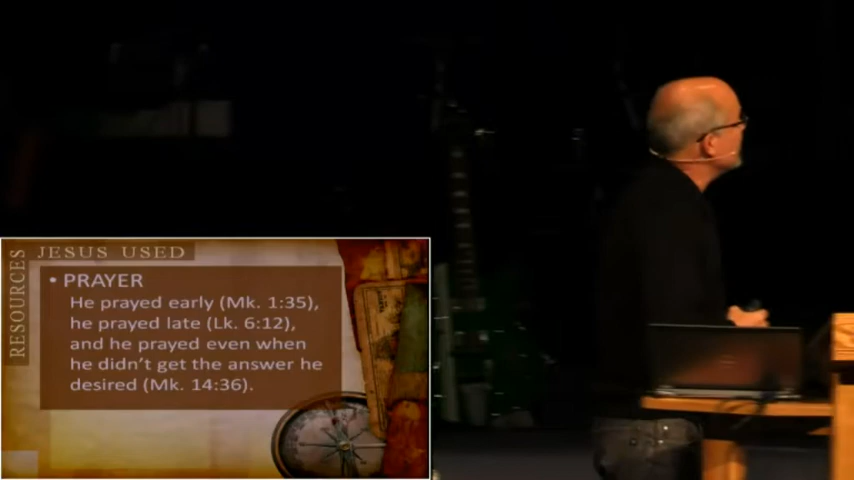 RESOURCES
JESUS USED
• PRAYER
He prayed early (Mk. 1:35),
he prayed late (Lk. 6:12),
and he prayed even when
he didn't get the answer he
desired (Mk. 14:36).